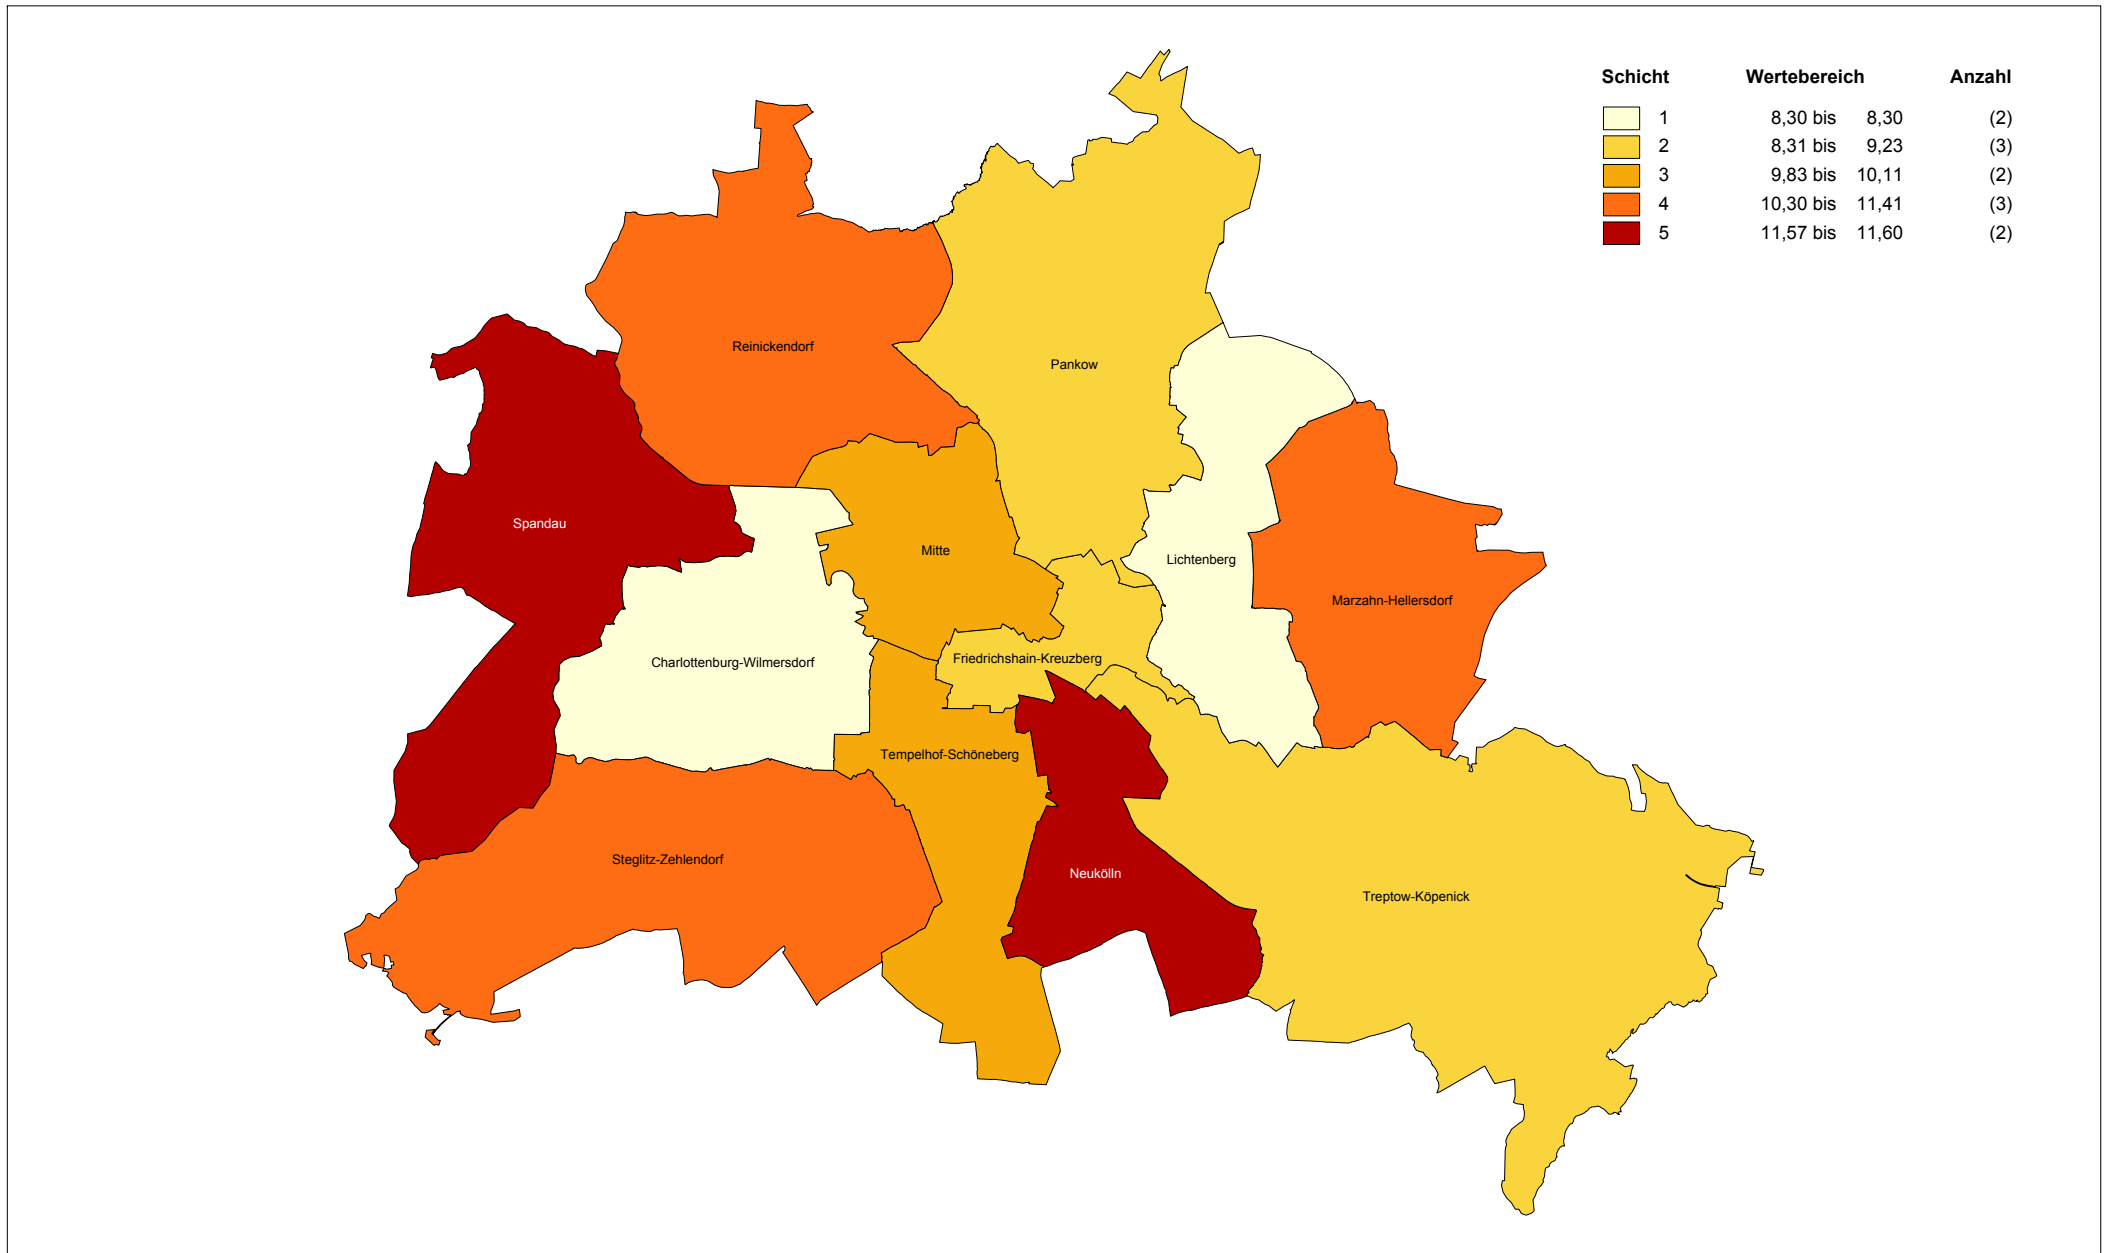 Schicht Wertebereich Anzahl
1 8,30 bis 8,30 (2)
2 8,31 bis 9,23 (3)
3 9,83 bis 10,11 (2)
4 10,30 bis 11,41 (3)
5 11,57 bis 11,60 (2)
Reinickendorf
Pankow
Spandau
Mitte
Lichtenberg
Marzahn-Hellersdorf
Charlottenburg-Wilmersdorf
Friedrichshain-Kreuzberg
Tempelhof-Schöneberg
Steglitz-Zehlendorf
Neukölln
Treptow-Köpenick